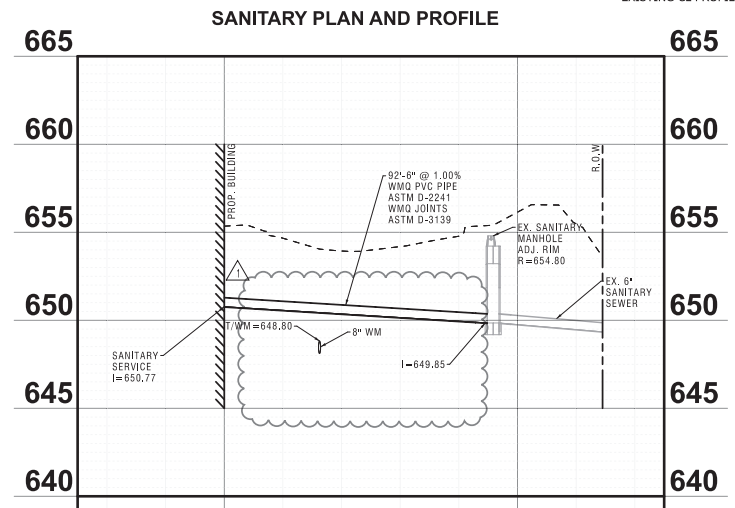 SANITARY PLAN AND PROFILE
665
665
660
660
655
655
650
650
645
645
640
640
PROP. BUILDING
92'-6" @ 1.00%
WMQ PVC PIPE
ASTM D-2241
WMQ JOINTS
ASTM D-3139
R.O.W
EX. SANITARY
MANHOLE
ADJ. RIM
R=654.80
1
EX. 6"
SANITARY
SEWER
T/WM=648.80
8" WM
SANITARY
SERVICE
I=650.77
I=649.85